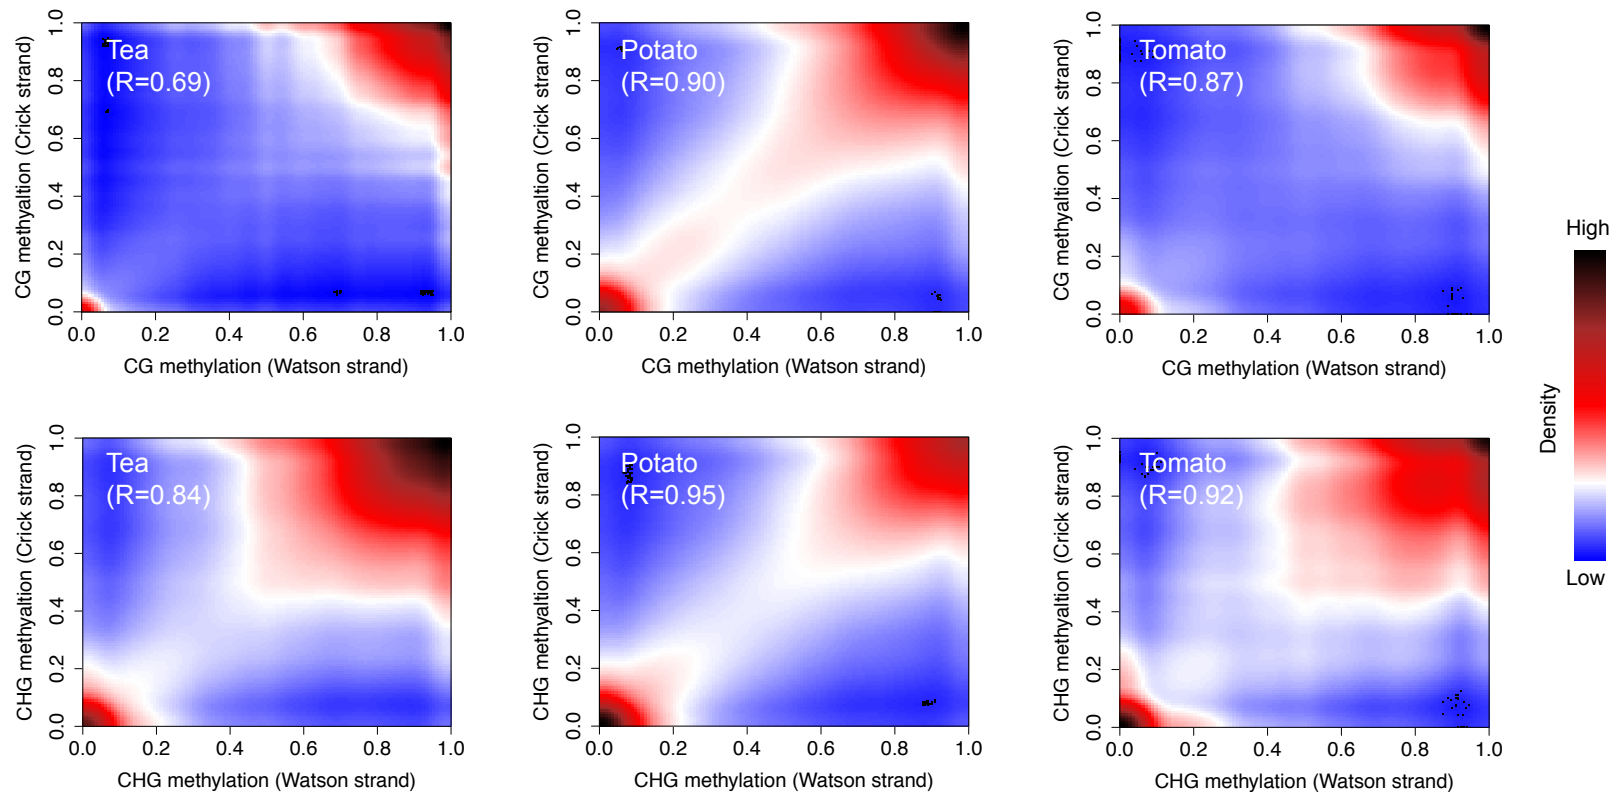 Tea
(R=0.69)
CG methyaltion (Crick strand)
0.0 0.2 0.4 0.6 0.8 1.0
0.0 0.2 0.4 0.6 0.8 1.0
CG methylation (Watson strand)
Potato
(R=0.90)
CG methyaltion (Crick strand)
0.0 0.2 0.4 0.6 0.8 1.0
0.0 0.2 0.4 0.6 0.8 1.0
CG methylation (Watson strand)
Tomato
(R=0.87)
CG methyaltion (Crick strand)
0.0 0.2 0.4 0.6 0.8 1.0
0.0 0.2 0.4 0.6 0.8 1.0
CG methylation (Watson strand)
Tea
(R=0.84)
CHG methyaltion (Crick strand)
0.0 0.2 0.4 0.6 0.8 1.0
0.0 0.2 0.4 0.6 0.8 1.0
CHG methylation (Watson strand)
Potato
(R=0.95)
CHG methyaltion (Crick strand)
0.0 0.2 0.4 0.6 0.8 1.0
0.0 0.2 0.4 0.6 0.8 1.0
CHG methylation (Watson strand)
Tomato
(R=0.92)
CHG methyaltion (Crick strand)
0.0 0.2 0.4 0.6 0.8 1.0
0.0 0.2 0.4 0.6 0.8 1.0
CHG methylation (Watson strand)
High
Density
Low